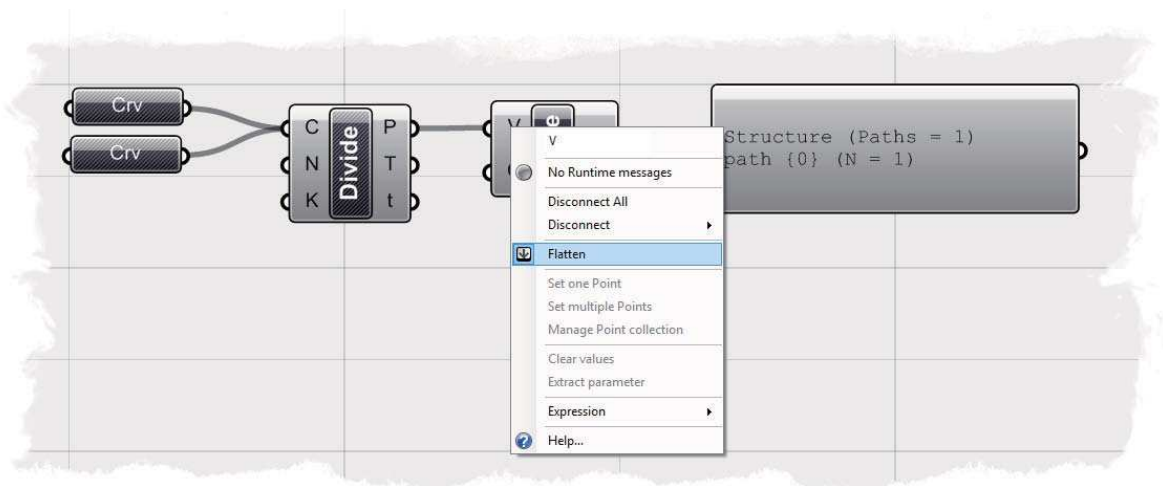 Crv
Crv
C
N
K
Divide
P
T
t
V
Structure (Paths = 1)
path {0} (N = 1)
V
No Runtime messages
Disconnect All
Disconnect
Flatten
Set one Point
Set multiple Points
Manage Point collection
Clear values
Extract parameter
Expression
Help...